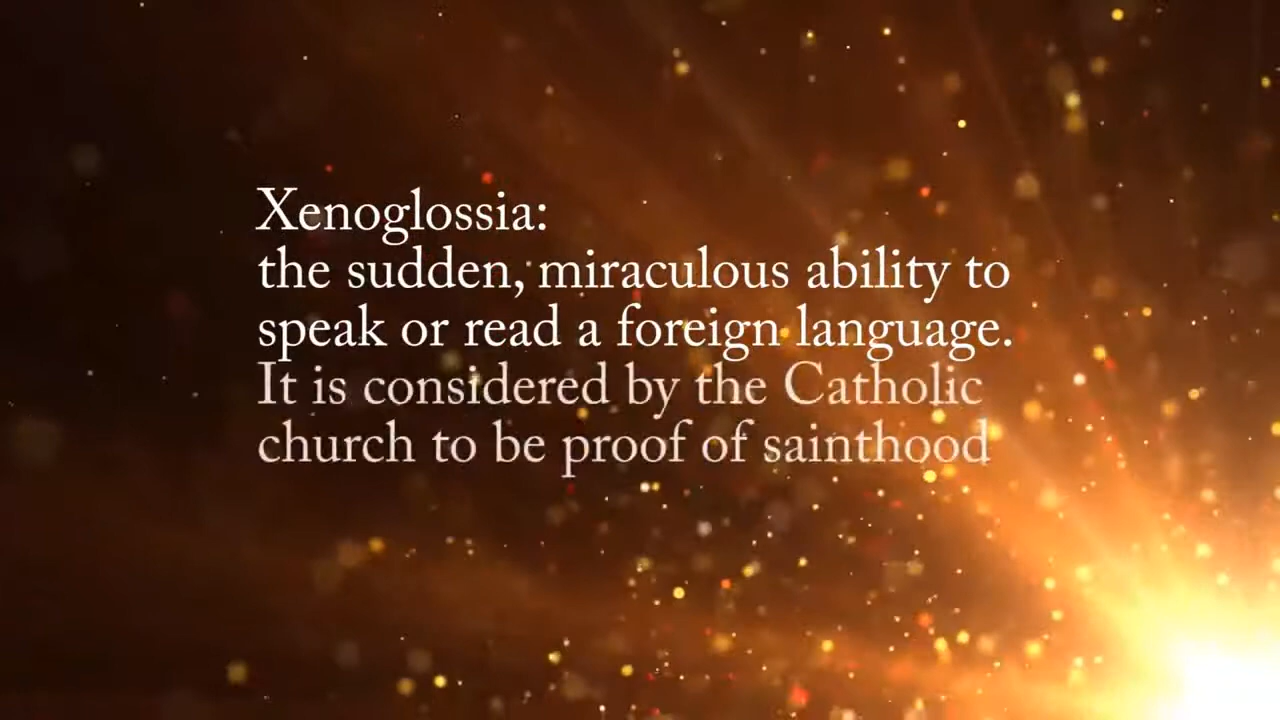 Xenoglossia:
the sudden, miraculous ability to
speak or read a foreign language.
It is considered by the Catholic
church to be proof of sainthood